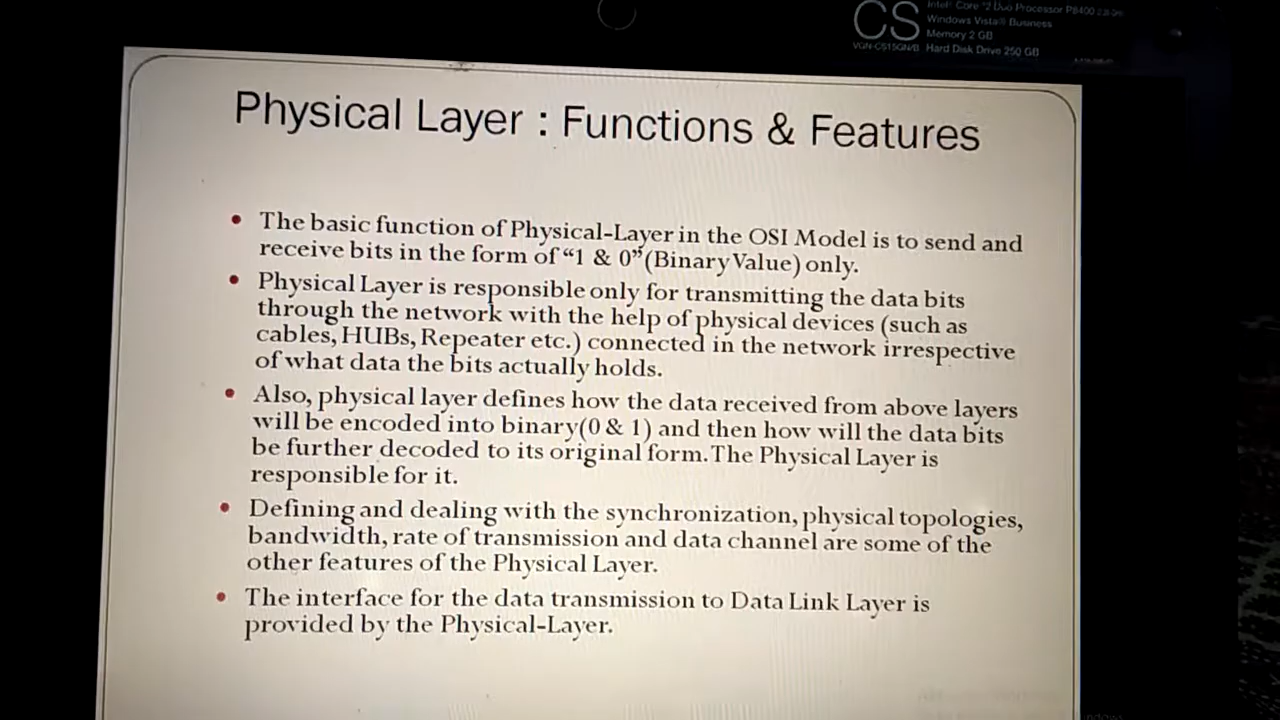 CS
Intel® Core™2 Duo Processor P8400
Windows Vista® Business
Memory 2 GB
VGN-CS15GN/B Hard Disk Drive 250 GB
Physical Layer : Functions & Features
• The basic function of Physical-Layer in the OSI Model is to send and
receive bits in the form of “1 & 0”(Binary Value) only.
• Physical Layer is responsible only for transmitting the data bits
through the network with the help of physical devices (such as
cables, HUBs, Repeater etc.) connected in the network irrespective
of what data the bits actually holds.
• Also, physical layer defines how the data received from above layers
will be encoded into binary(0 & 1) and then how will the data bits
be further decoded to its original form. The Physical Layer is
responsible for it.
• Defining and dealing with the synchronization, physical topologies,
bandwidth, rate of transmission and data channel are some of the
other features of the Physical Layer.
• The interface for the data transmission to Data Link Layer is
provided by the Physical-Layer.